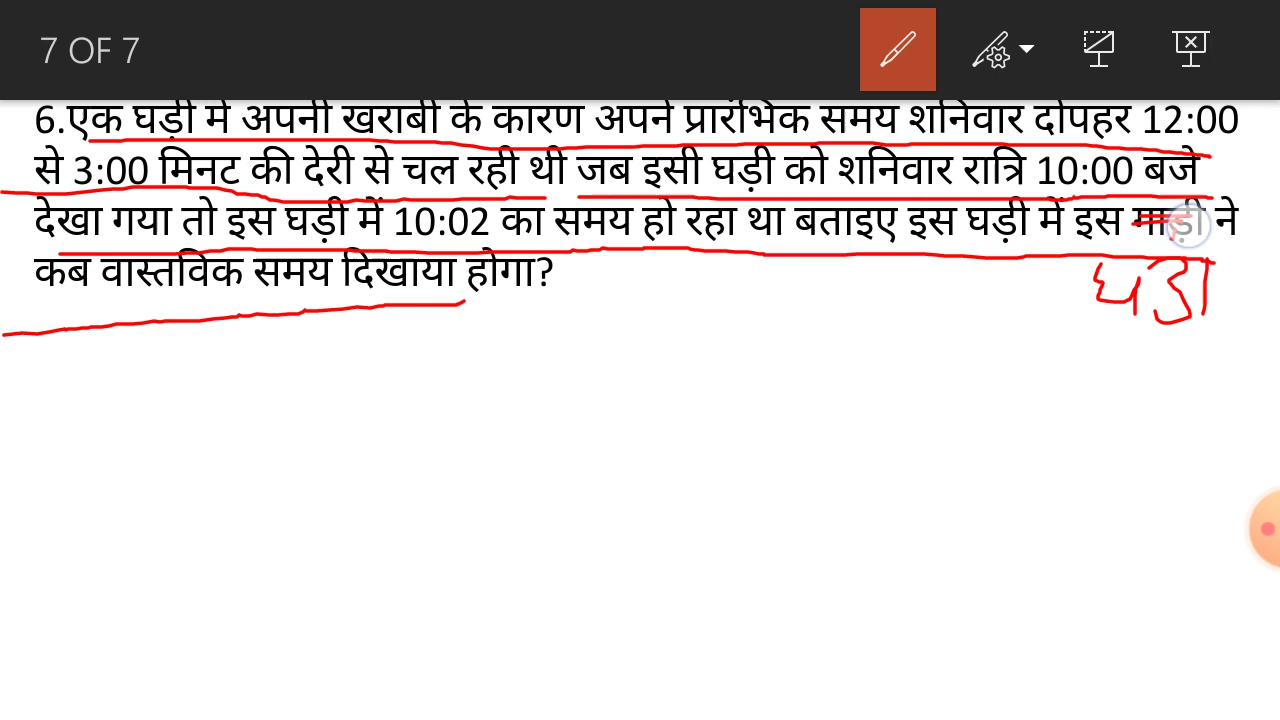 7 OF 7
6.एक घड़ी में अपनी खराबी के कारण अपने प्रारंभिक समय शनिवार दोपहर 12:00
से 3:00 मिनट की देरी से चल रही थी जब इसी घड़ी को शनिवार रात्रि 10:00 बजे
देखा गया तो इस घड़ी में 10:02 का समय हो रहा था बताइए इस घड़ी में इस गाड़ी ने
कब वास्तविक समय दिखाया होगा?
घडी